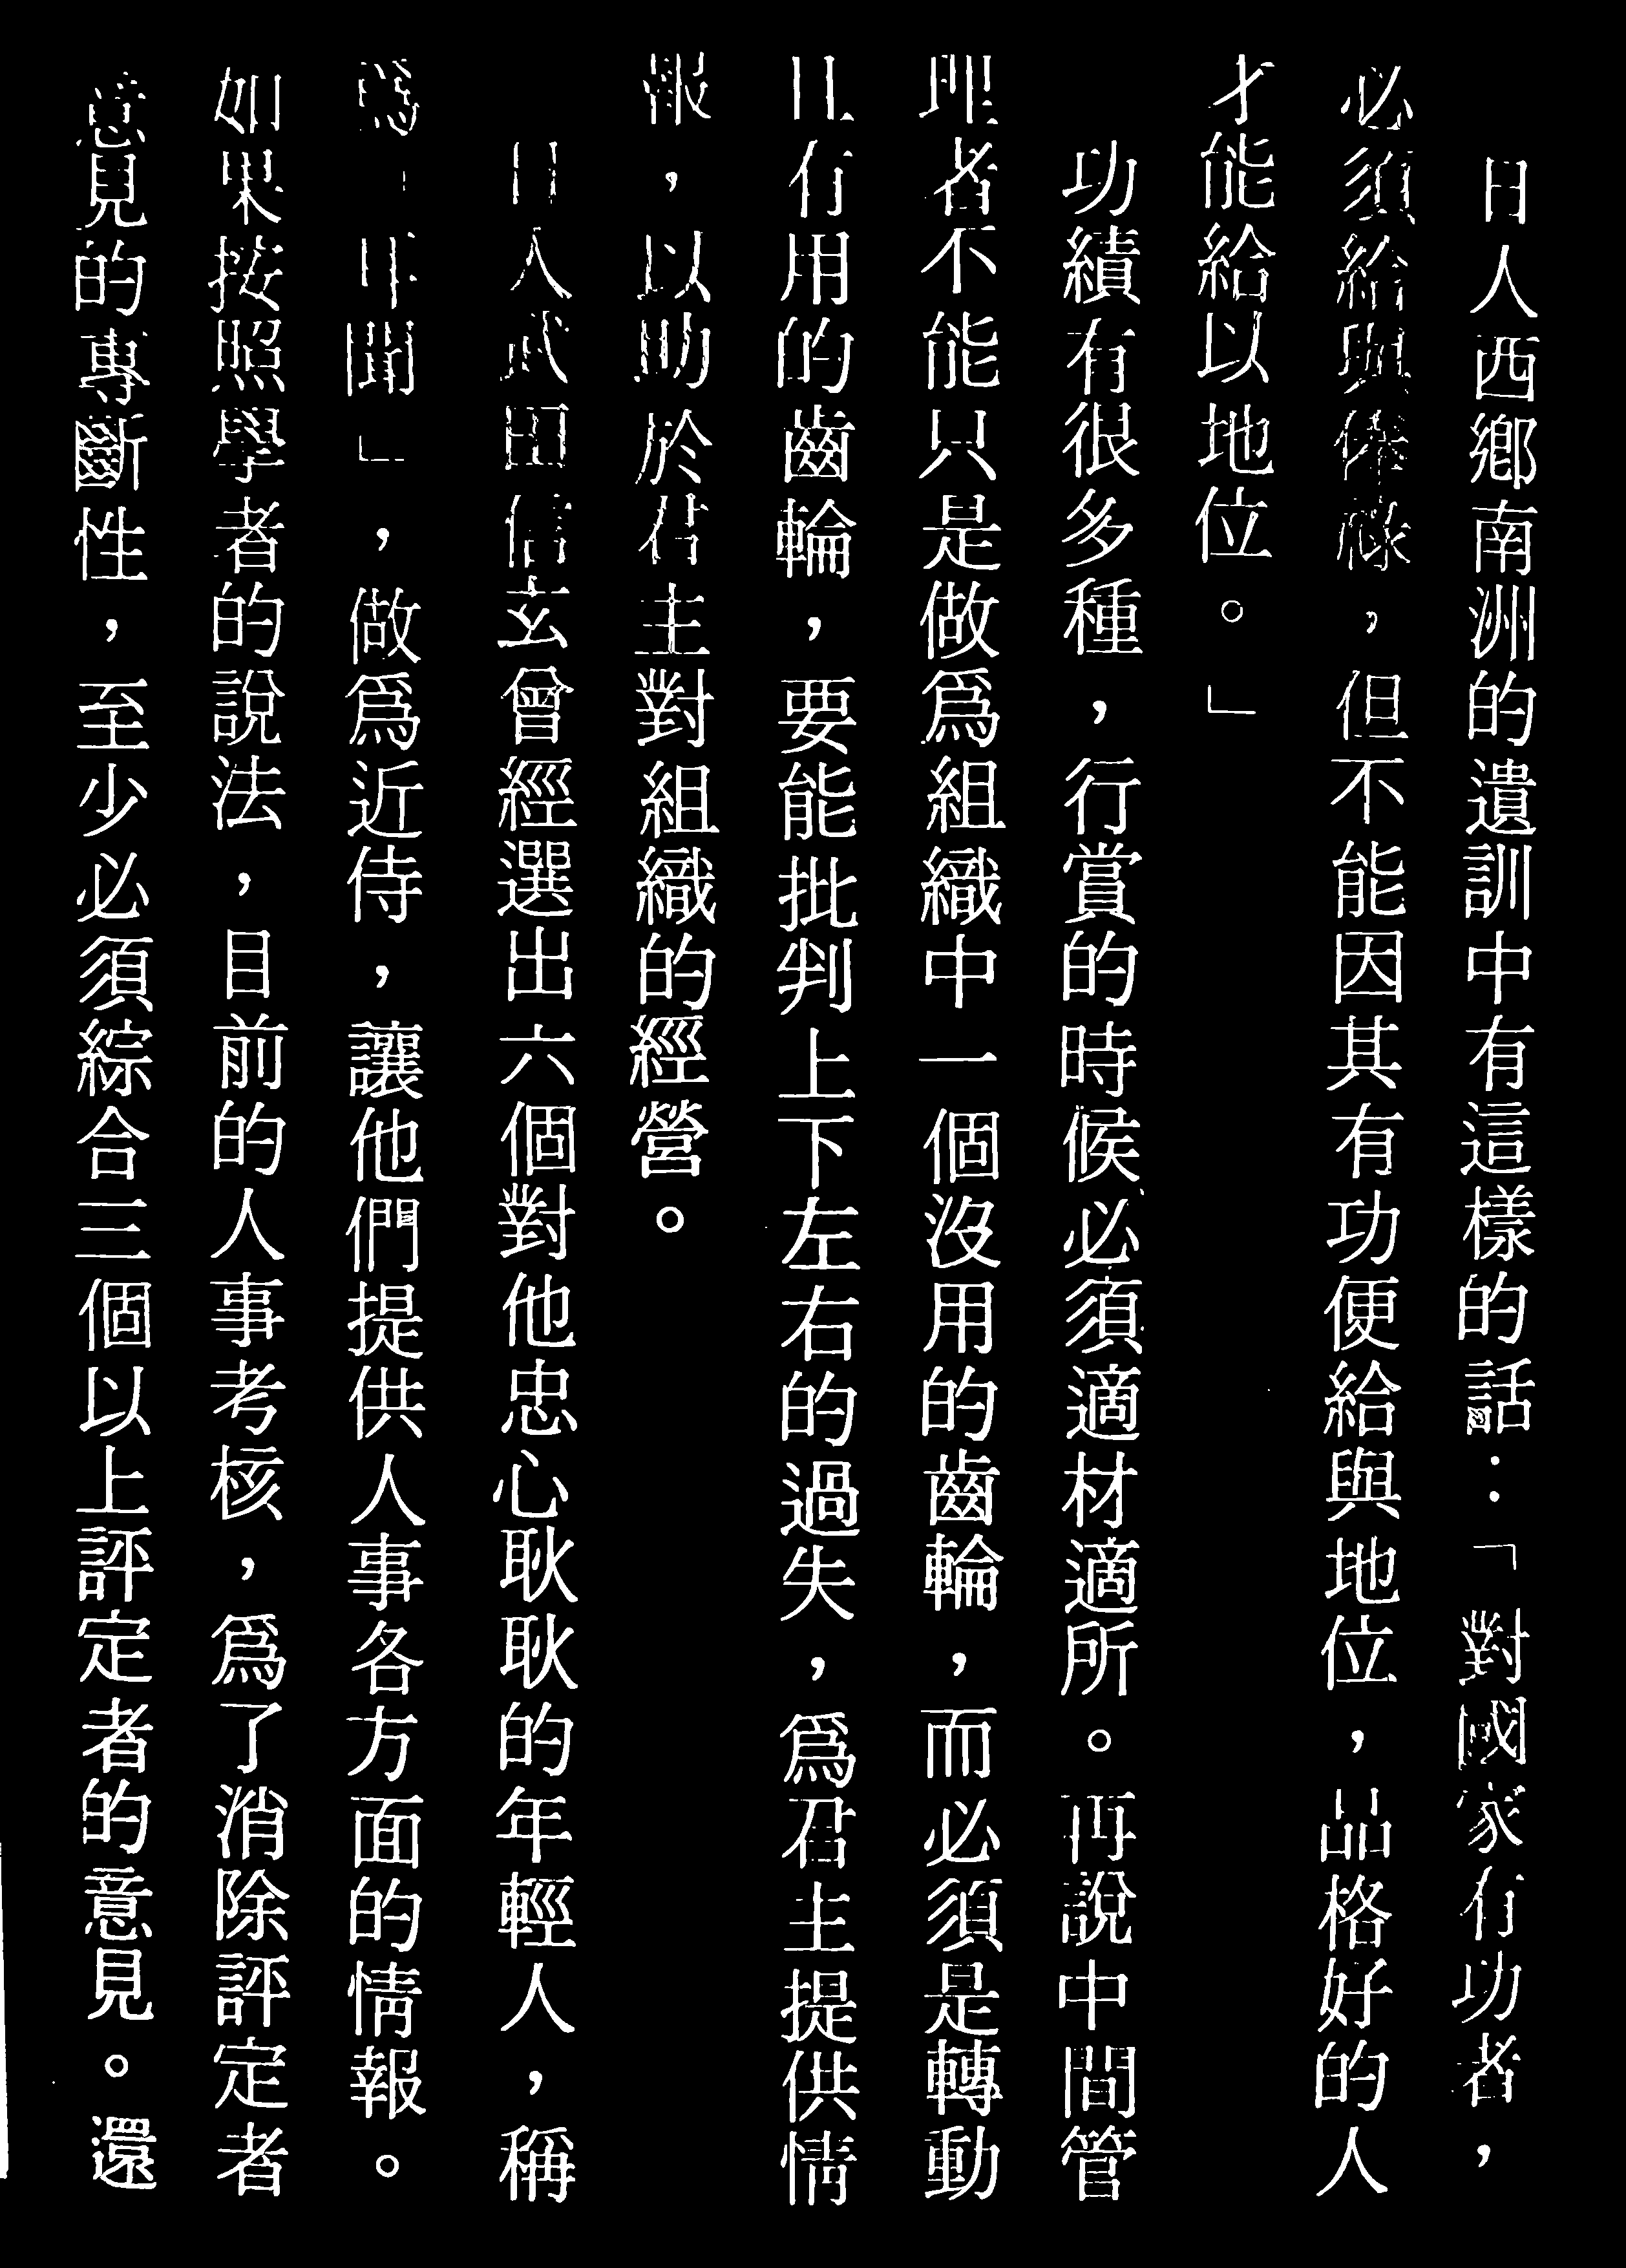 日人西鄉南洲的遺訓中有這樣的話：「對國家有功者，
必須給與俸祿，但不能因其有功便給與地位，品格好的人
才能給以地位。」
功績有很多種，行賞的時候必須適材適所。再說中間管
理者不能只是做爲組織中一個沒用的齒輪，而必須是轉動
且有用的齒輪，要能批判上下左右的過失，爲君主提供情
報，以助於君主對組織的經營。
日人武田信玄曾經選出六個對他忠心耿耿的年輕人，稱
爲「耳聞」，做爲近侍，讓他們提供人事各方面的情報。
如果按照學者的說法，目前的人事考核，爲了消除評定者
意見的專斷性，至少必須綜合三個以上評定者的意見。還